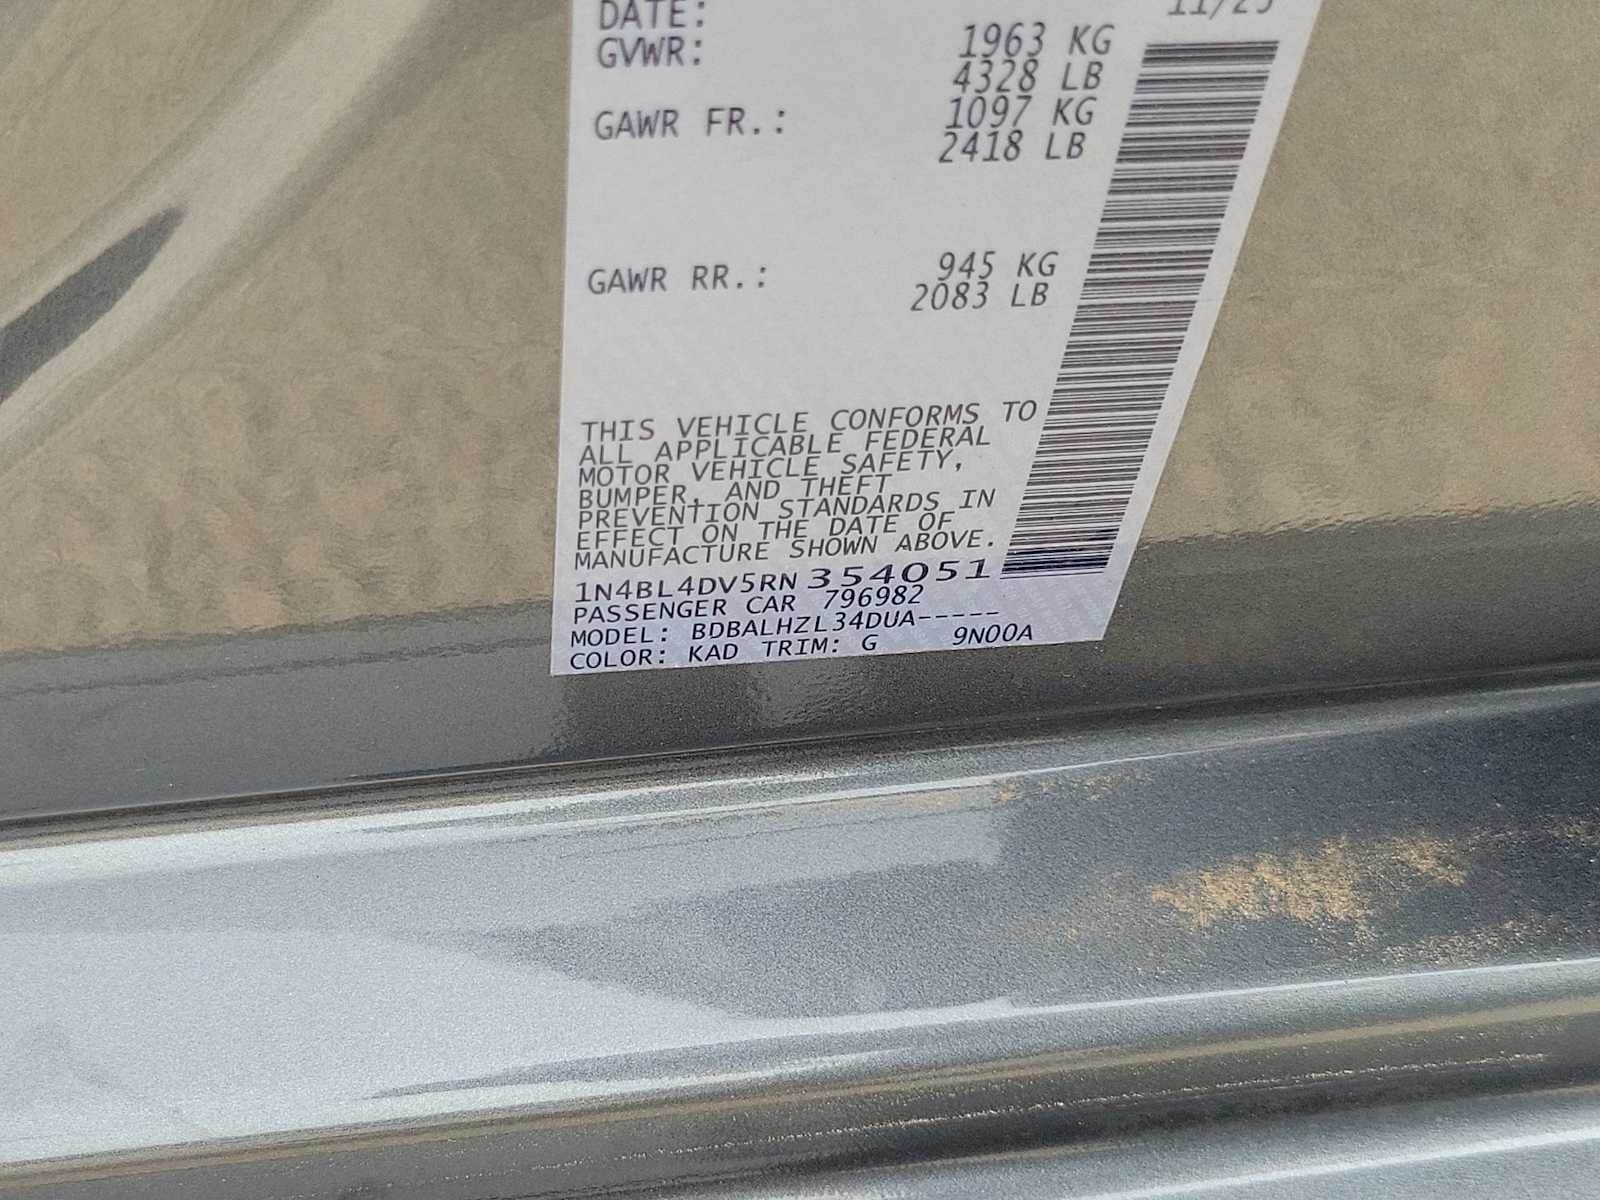 DATE: 11/23
GVWR: 1963 KG
4328 LB
GAWR FR.: 1097 KG
2418 LB
GAWR RR.: 945 KG
2083 LB
THIS VEHICLE CONFORMS TO
ALL APPLICABLE FEDERAL
MOTOR VEHICLE SAFETY,
BUMPER, AND THEFT
PREVENTION STANDARDS IN
EFFECT ON THE DATE OF
MANUFACTURE SHOWN ABOVE.
1N4BL4DV5RN354051
PASSENGER CAR 796982
MODEL: BDBALHZL34DUA-----
COLOR: KAD TRIM: G 9N00A